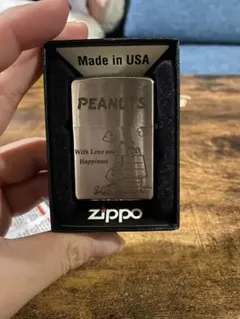 Made in USA
PEANUTS
With Love and
Happiness
zippo